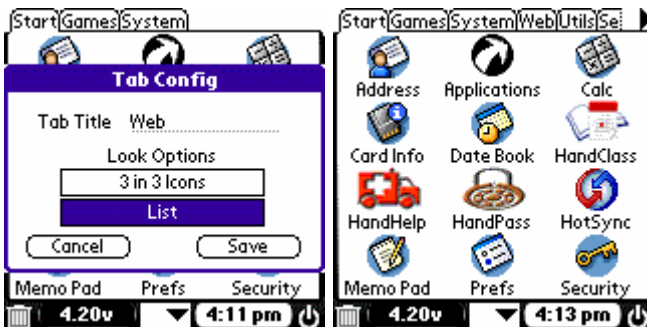 Start Games System
Tab Config
Tab Title Web
Look Options
3 in 3 Icons
List
Cancel Save
Memo Pad Prefs Security
4.20v 4:11 pm
Start Games System Web Utils Se
Address Applications Calc
Card Info Date Book HandClass
HandHelp HandPass HotSync
Memo Pad Prefs Security
4.20v 4:13 pm